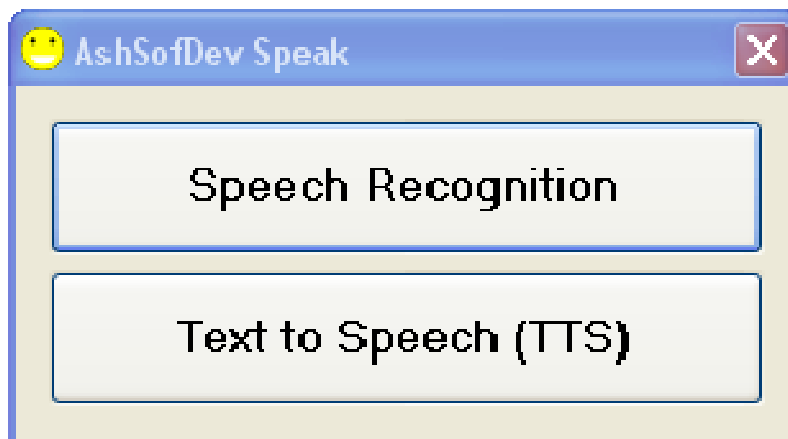 AshSofDev Speak
Speech Recognition
Text to Speech (TTS)